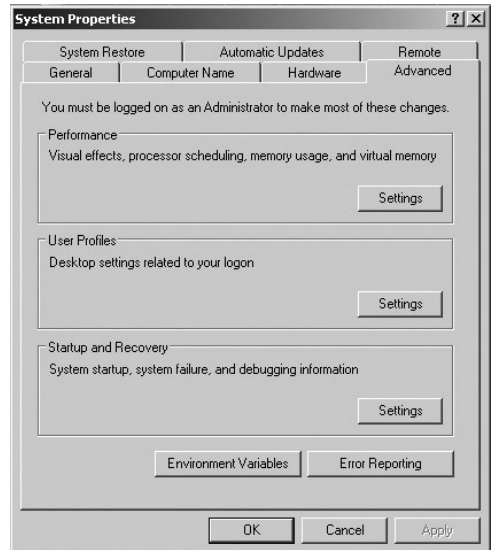 System Properties
? X
System Restore Automatic Updates Remote
General Computer Name Hardware Advanced
You must be logged on as an Administrator to make most of these changes.
Performance
Visual effects, processor scheduling, memory usage, and virtual memory
Settings
User Profiles
Desktop settings related to your logon
Settings
Startup and Recovery
System startup, system failure, and debugging information
Settings
Environment Variables Error Reporting
OK Cancel Apply